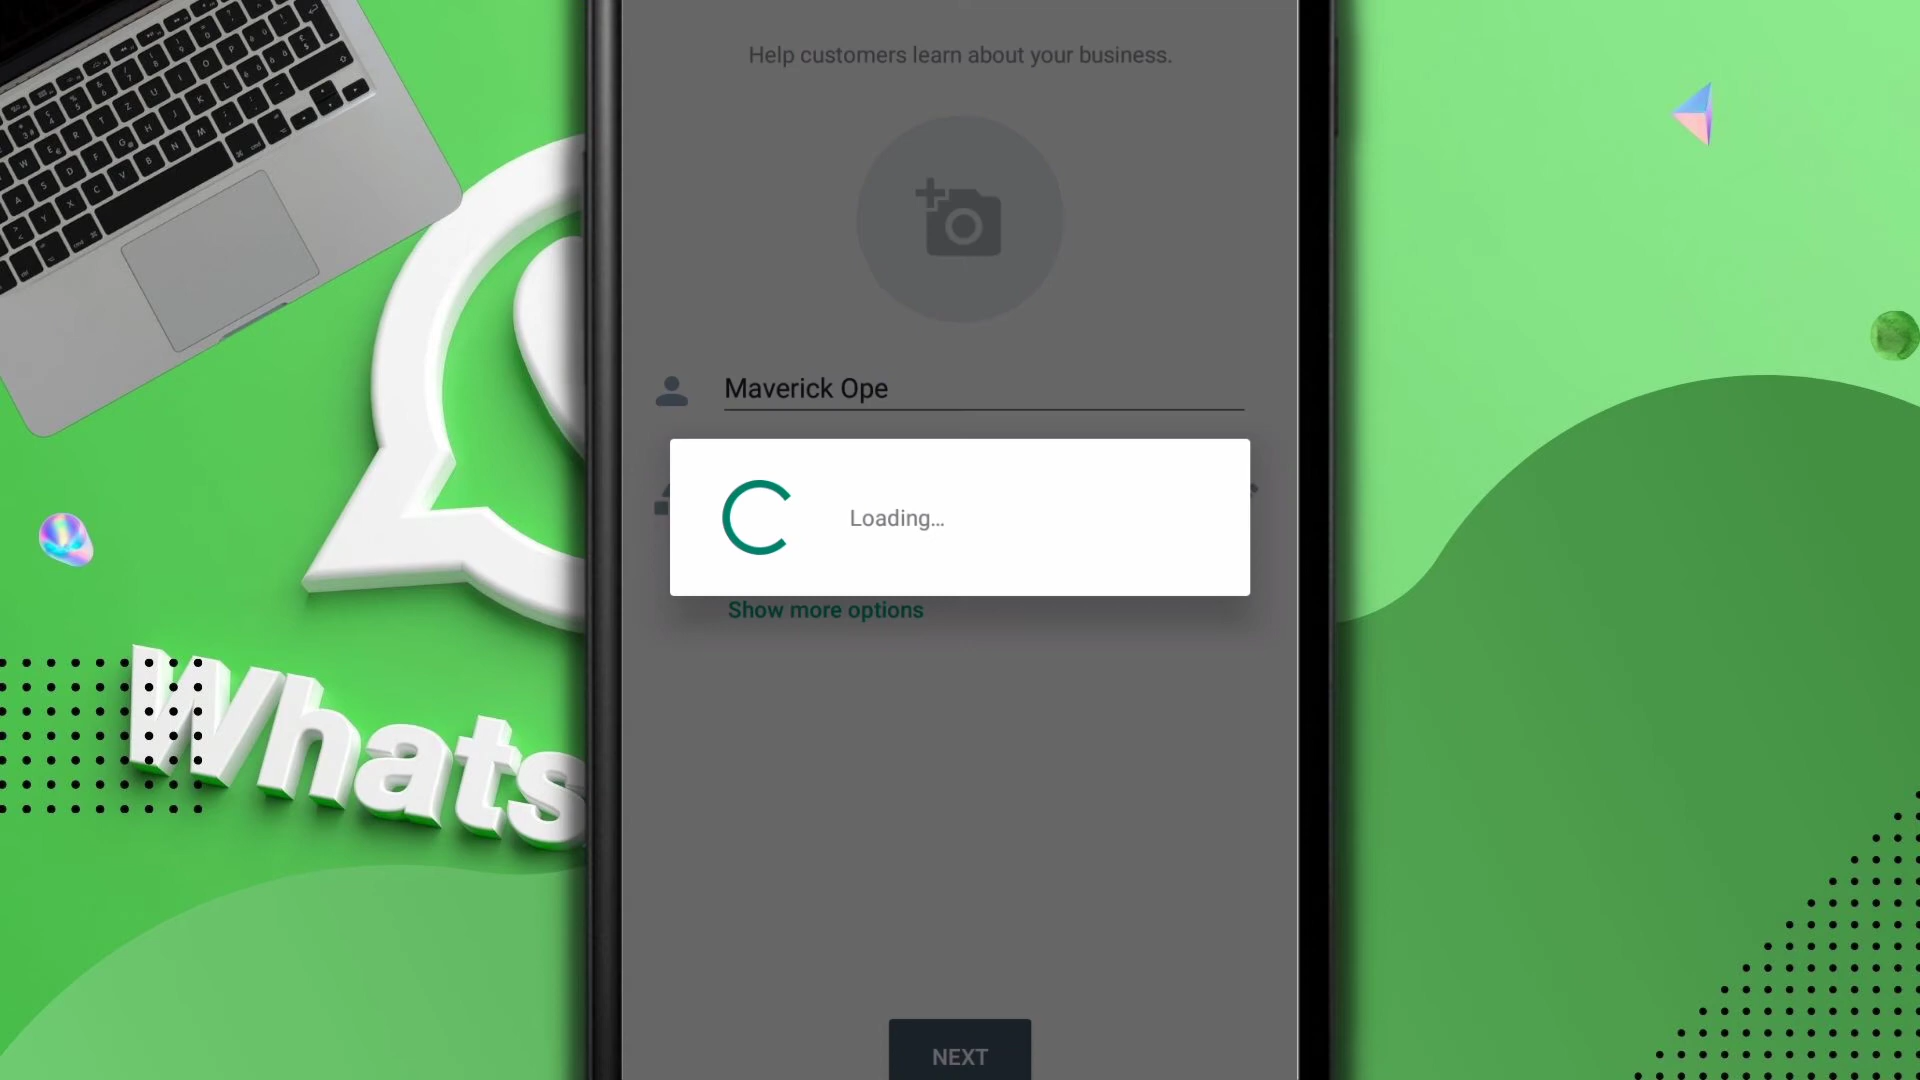 Help customers learn about your business.
Maverick Ope
Loading...
Show more options
Whats
NEXT